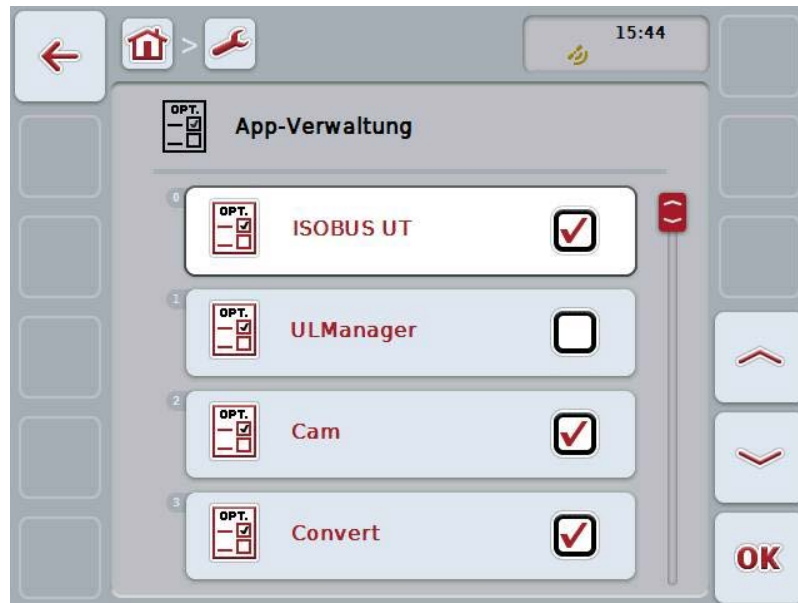 15:44
OPT.
App-Verwaltung
0
OPT.
ISOBUS UT
1
OPT.
ULManager
2
OPT.
Cam
3
OPT.
Convert
OK